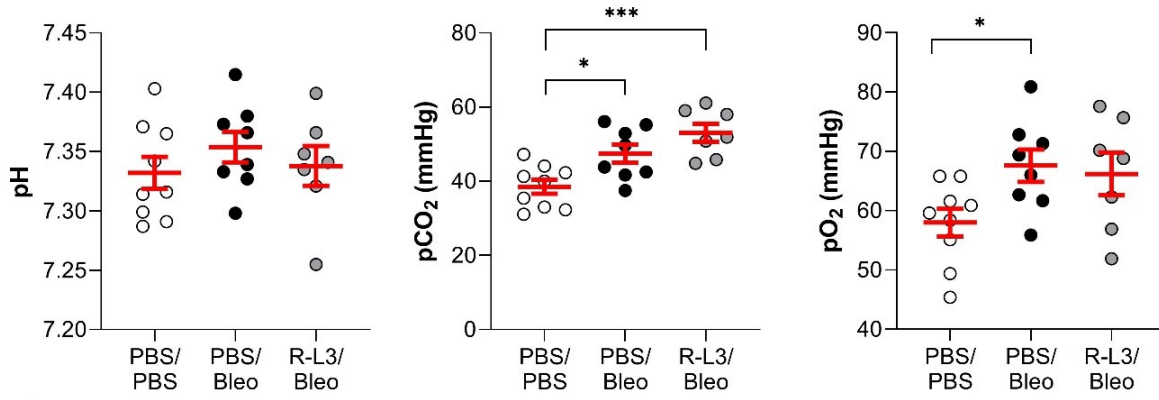 pH
7.45
7.40
7.35
7.30
7.25
7.20
PBS/
PBS
PBS/
Bleo
R-L3/
Bleo
pCO₂ (mmHg)
80
60
40
20
0
***
*
PBS/
PBS
PBS/
Bleo
R-L3/
Bleo
pO₂ (mmHg)
90
80
70
60
50
40
*
PBS/
PBS
PBS/
Bleo
R-L3/
Bleo